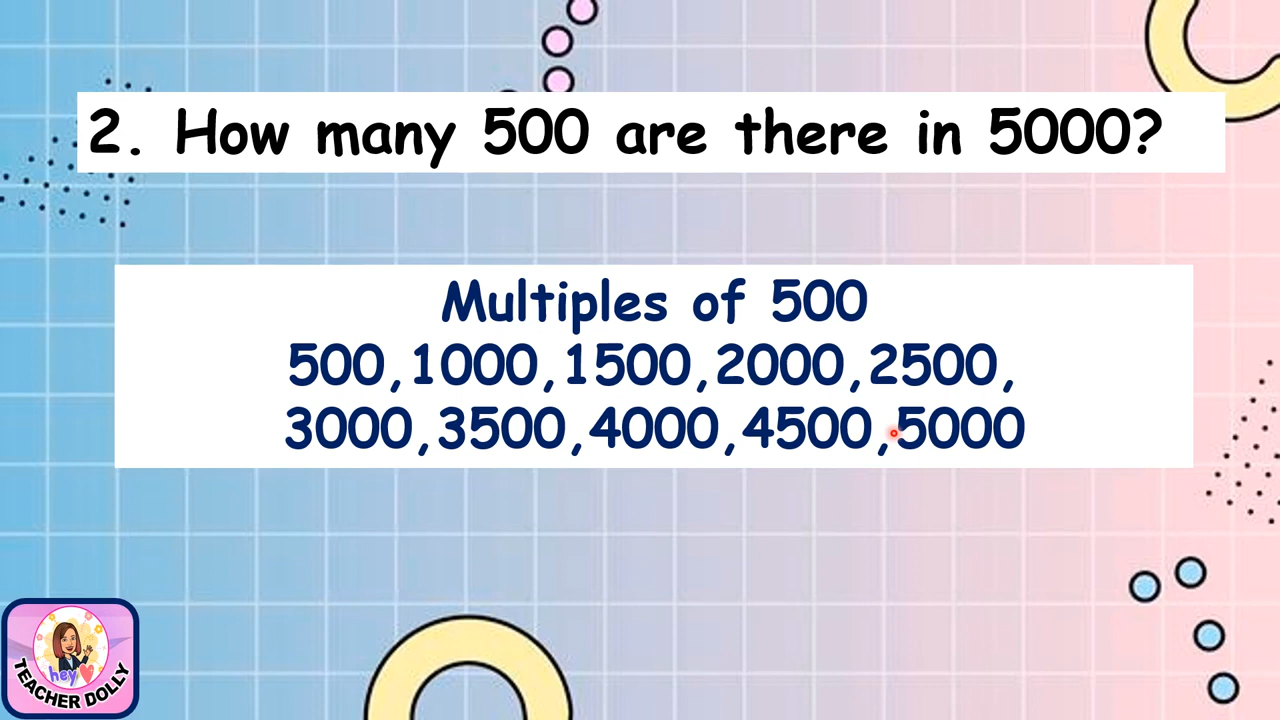 2. How many 500 are there in 5000?
Multiples of 500
500,1000,1500,2000,2500,
3000,3500,4000,4500,5000
hey
TEACHER DOLLY